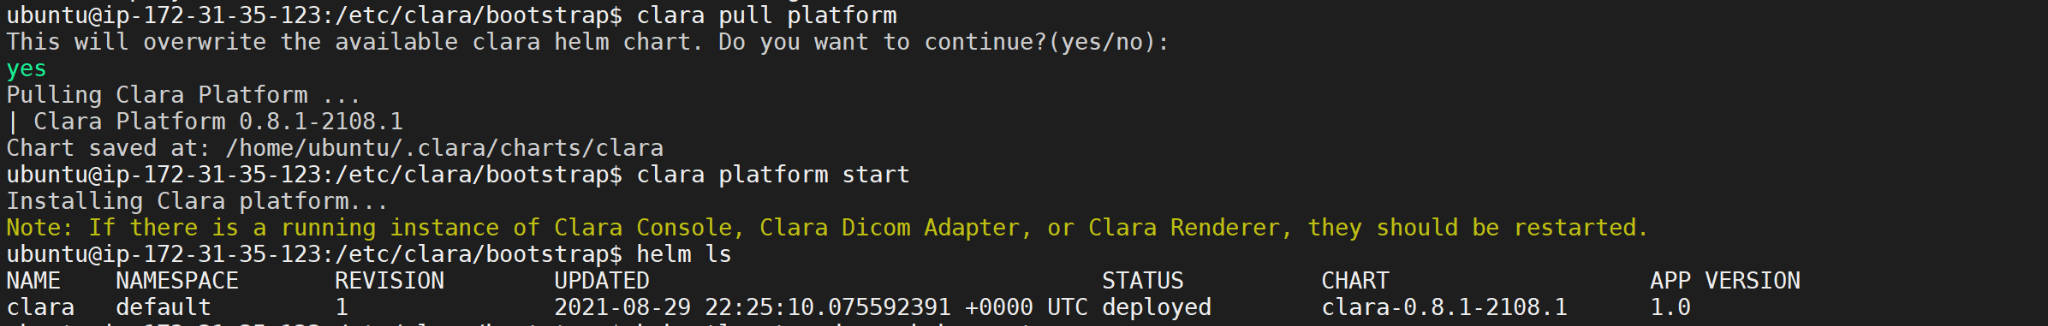 ubuntu@ip-172-31-35-123:/etc/clara/bootstrap$ clara pull platform
This will overwrite the available clara helm chart. Do you want to continue?(yes/no):
yes
Pulling Clara Platform ...
| Clara Platform 0.8.1-2108.1
Chart saved at: /home/ubuntu/.clara/charts/clara
ubuntu@ip-172-31-35-123:/etc/clara/bootstrap$ clara platform start
Installing Clara platform...
Note: If there is a running instance of Clara Console, Clara Dicom Adapter, or Clara Renderer, they should be restarted.
ubuntu@ip-172-31-35-123:/etc/clara/bootstrap$ helm ls
NAME NAMESPACE REVISION UPDATED STATUS CHART APP VERSION
clara default 1 2021-08-29 22:25:10.075592391 +0000 UTC deployed clara-0.8.1-2108.1 1.0